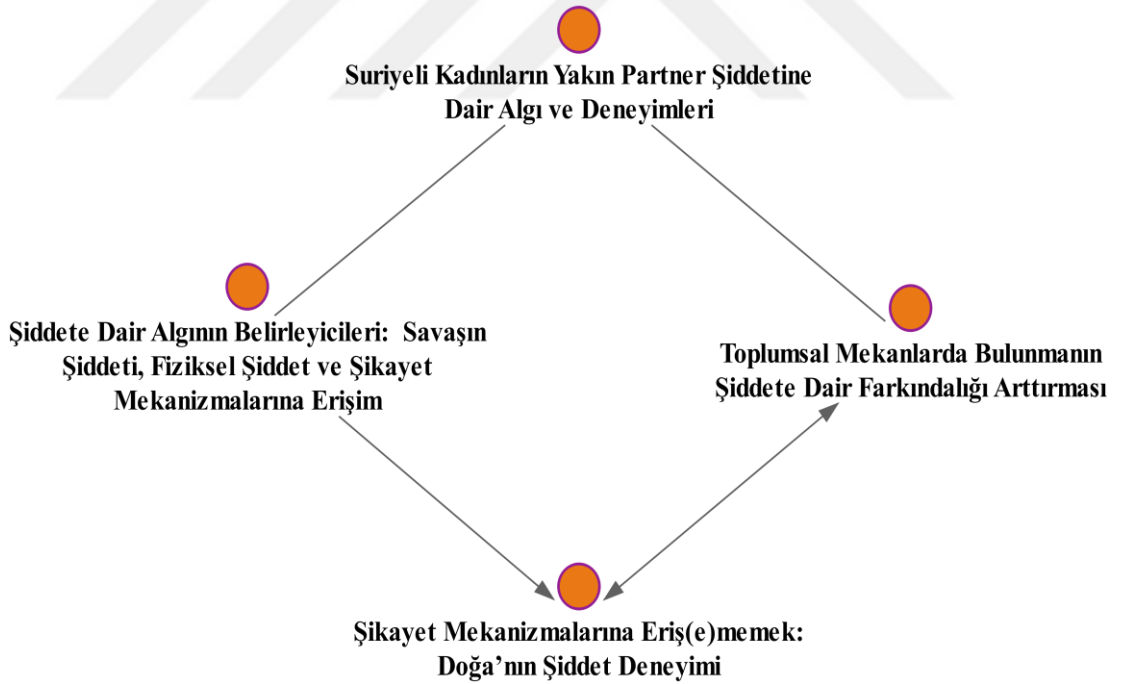 Suriyeli Kadınların Yakın Partner Şiddetine
Dair Algı ve Deneyimleri
Şiddete Dair Algının Belirleyicileri: Savaşın
Şiddeti, Fiziksel Şiddet ve Şikayet
Mekanizmalarına Erişim
Toplumsal Mekanlarda Bulunmanın
Şiddete Dair Farkındalığı Arttırması
Şikayet Mekanizmalarına Eriş(e)memek:
Doğa’nın Şiddet Deneyimi